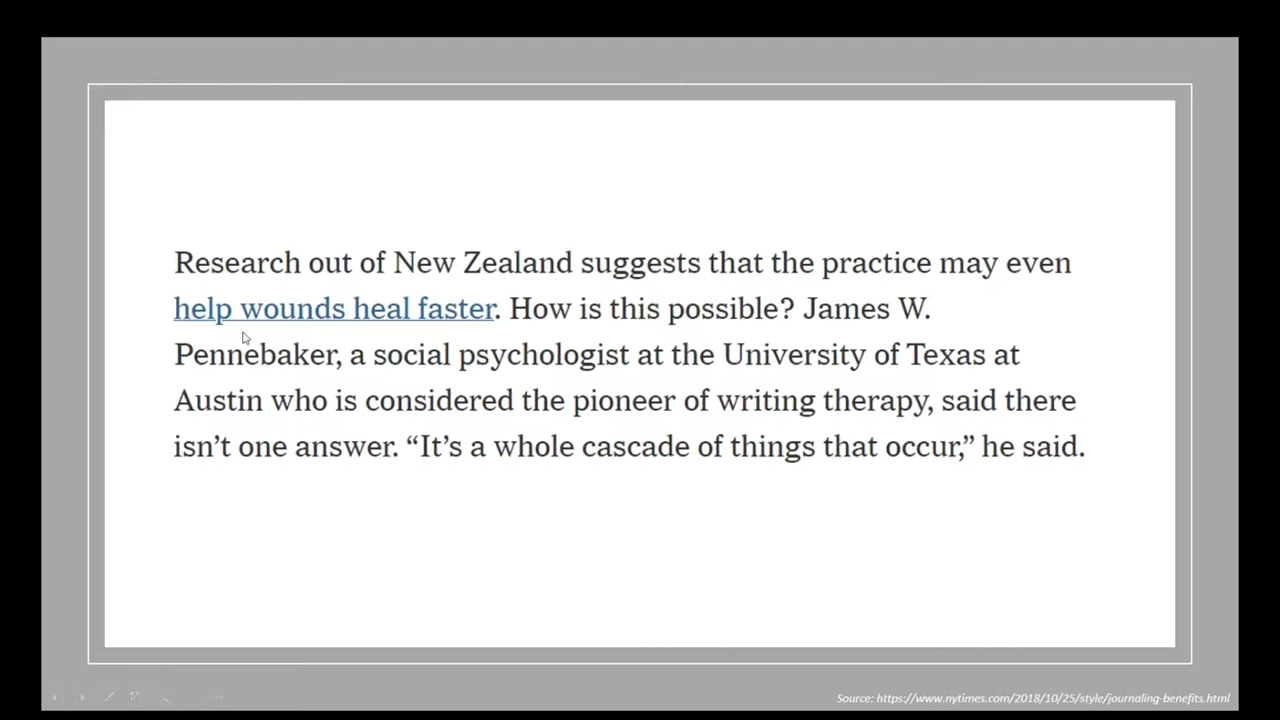 Research out of New Zealand suggests that the practice may even
help wounds heal faster. How is this possible? James W.
Pennebaker, a social psychologist at the University of Texas at
Austin who is considered the pioneer of writing therapy, said there
isn’t one answer. “It’s a whole cascade of things that occur,” he said.
Source: https://www.nytimes.com/2018/10/25/style/journaling-benefits.html